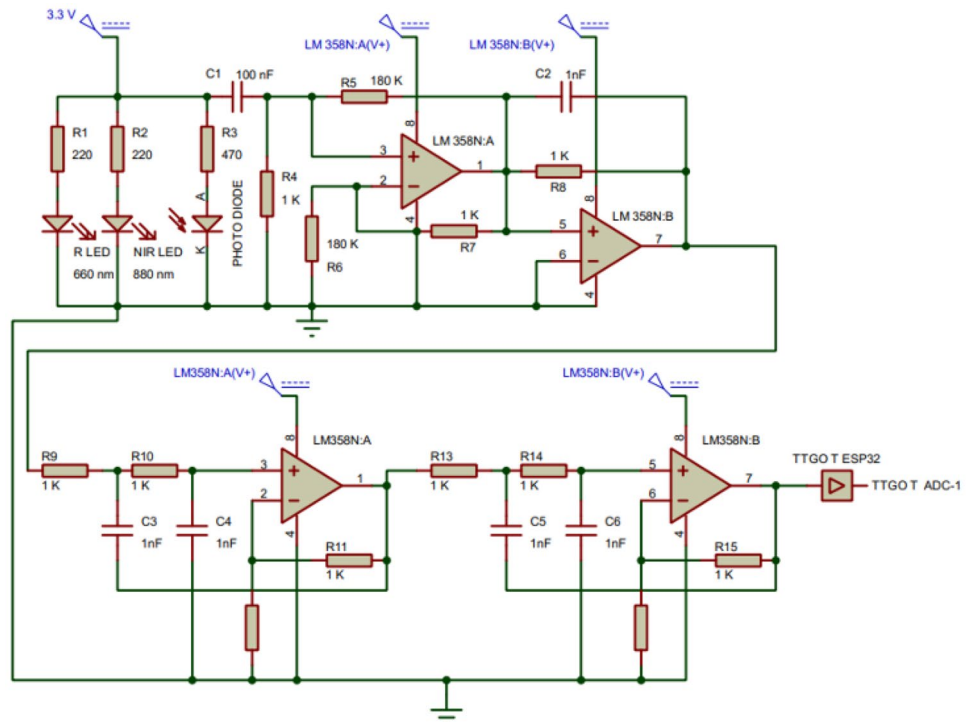 3.3 V
LM 358N:A(V+)
LM 358N:B(V+)
C1
100 nF
R5
180 K
C2
1nF
R1
220
R2
220
R3
470
A
K
PHOTO DIODE
R4
1 K
8
LM 358N:A
3
2
1
4
1 K
R8
8
LM 358N:B
180 K
R6
1 K
R7
5
6
7
4
R LED
660 nm
NIR LED
880 nm
LM358N:A(V+)
LM358N:B(V+)
8
LM358N:A
8
LM358N:B
R9
1 K
R10
1 K
3
2
1
4
R13
1 K
R14
1 K
5
6
7
4
TTGO T ESP32
TTGO T ADC-1
C3
1nF
C4
1nF
R11
1 K
C5
1nF
C6
1nF
R15
1 K